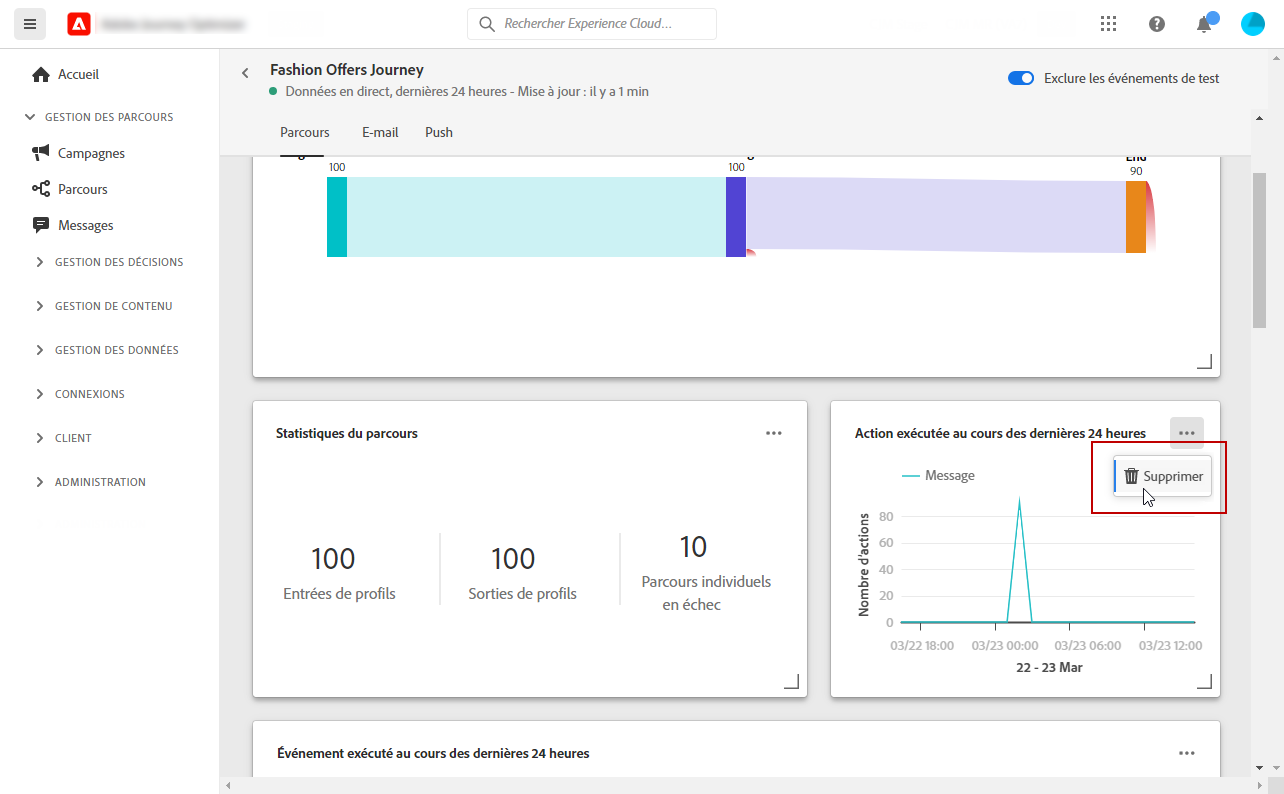 Rechercher Experience Cloud...
Accueil
GESTION DES PARCOURS
Campagnes
Parcours
Messages
GESTION DES DÉCISIONS
GESTION DE CONTENU
GESTION DES DONNÉES
CONNEXIONS
CLIENT
ADMINISTRATION
Fashion Offers Journey
Données en direct, dernières 24 heures - Mise à jour : il y a 1 min
Exclure les événements de test
Parcours E-mail Push
End
100 100 90
Statistiques du parcours
100
Entrées de profils
100
Sorties de profils
10
Parcours individuels
en échec
Action exécutée au cours des dernières 24 heures
Supprimer
Message
Nombre d'actions
80
60
40
20
0
03/22 18:00 03/23 00:00 03/23 06:00 03/23 12:00
22 - 23 Mar
Événement exécuté au cours des dernières 24 heures